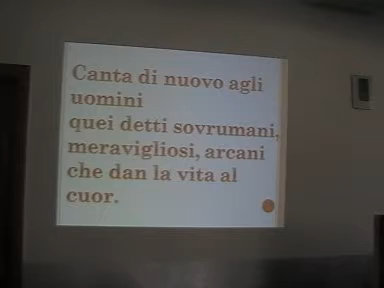 Canta di nuovo agli
uomini
quei detti sovrumani,
meravigliosi, arcani
che dan la vita al
cuor.